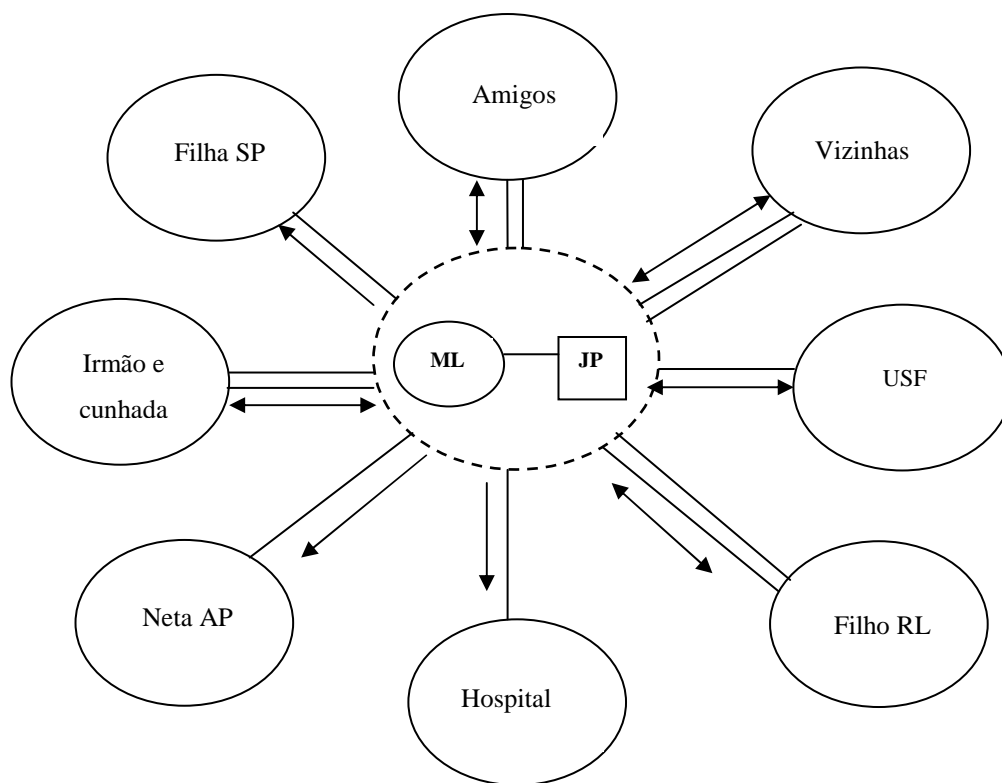 Amigos
Filha SP
Vizinhas
ML
JP
Irmão e
cunhada
USF
Neta AP
Filho RL
Hospital